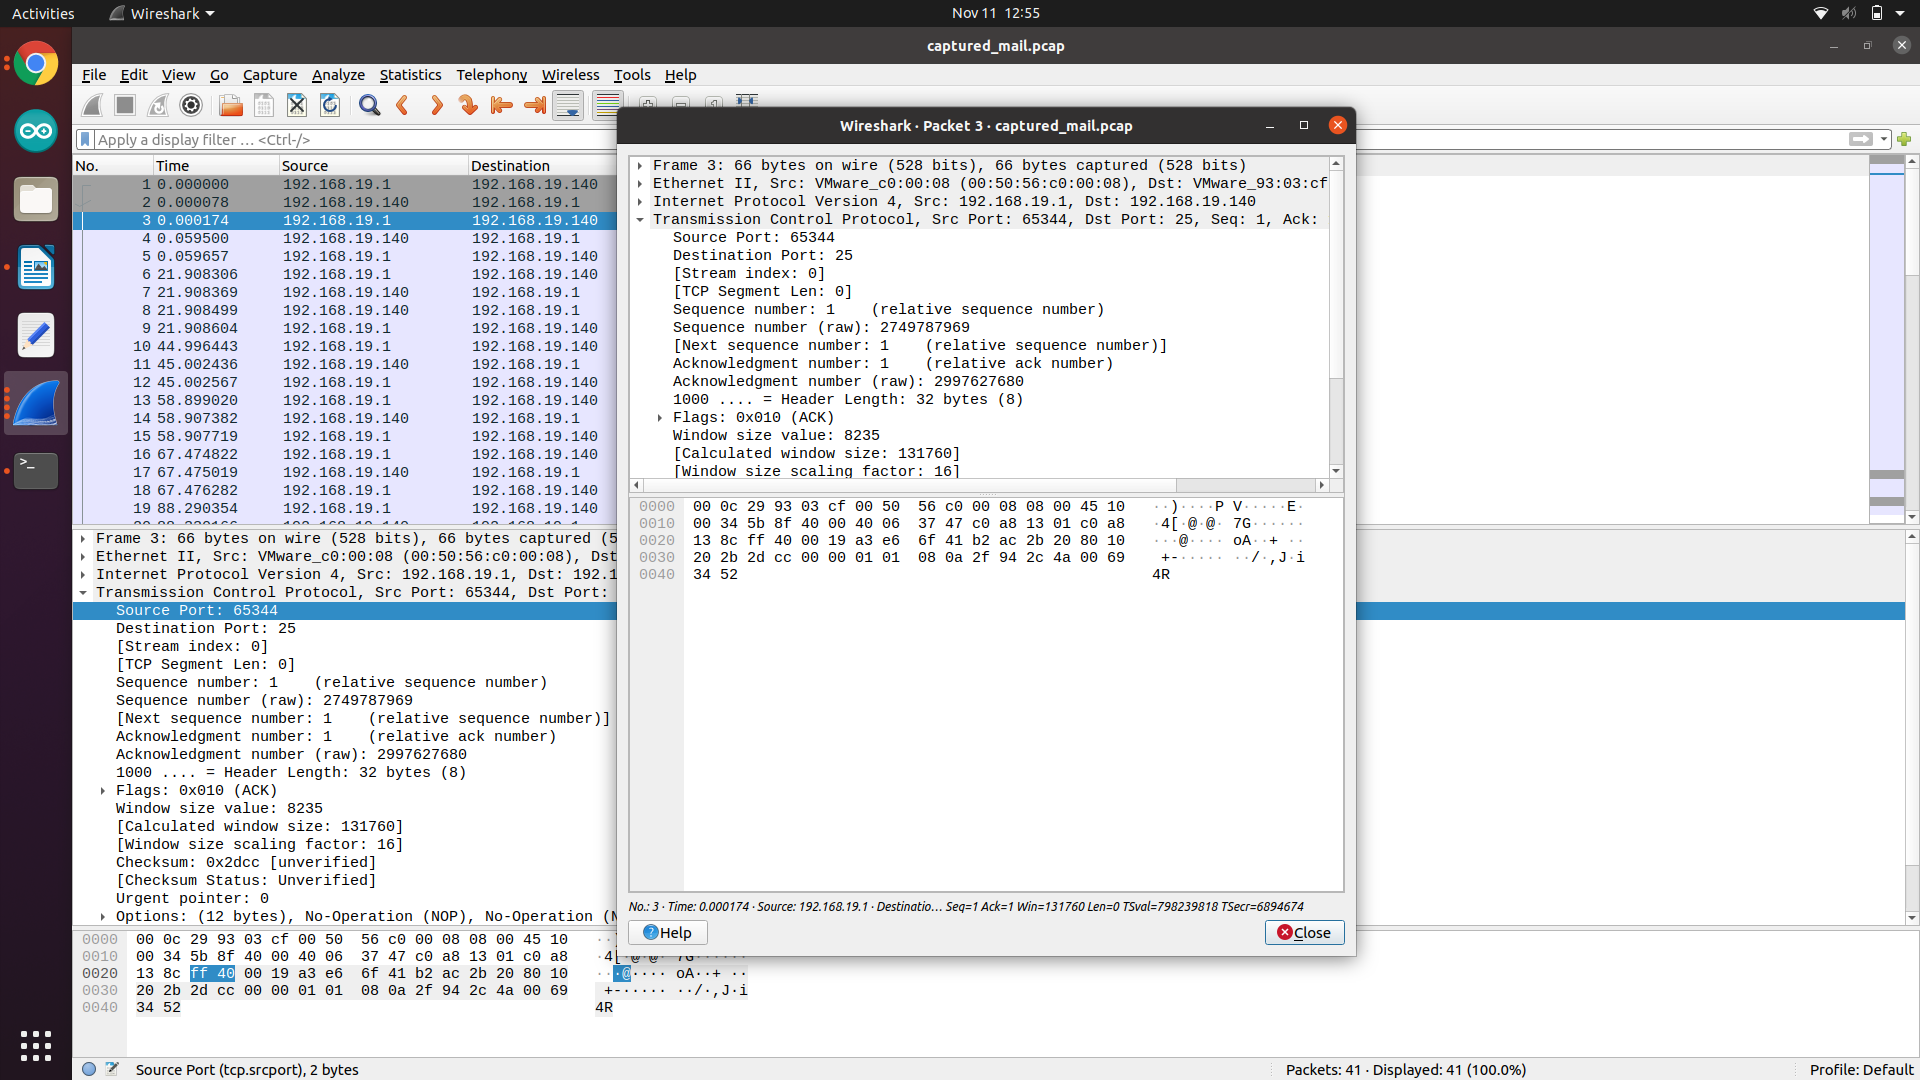 Activities
Wireshark
Nov 11 12:55
captured_mail.pcap
File Edit View Go Capture Analyze Statistics Telephony Wireless Tools Help
Apply a display filter … <Ctrl-/>
No. Time Source Destination
1 0.000000 192.168.19.1 192.168.19.140
2 0.000078 192.168.19.140 192.168.19.1
3 0.000174 192.168.19.1 192.168.19.140
4 0.059500 192.168.19.140 192.168.19.1
5 0.059657 192.168.19.1 192.168.19.140
6 21.908306 192.168.19.1 192.168.19.140
7 21.908369 192.168.19.140 192.168.19.1
8 21.908499 192.168.19.140 192.168.19.1
9 21.908604 192.168.19.1 192.168.19.140
10 44.996443 192.168.19.1 192.168.19.140
11 45.002436 192.168.19.140 192.168.19.1
12 45.002567 192.168.19.1 192.168.19.140
13 58.899020 192.168.19.1 192.168.19.140
14 58.907382 192.168.19.140 192.168.19.1
15 58.907719 192.168.19.1 192.168.19.140
16 67.474822 192.168.19.1 192.168.19.140
17 67.475019 192.168.19.140 192.168.19.1
18 67.476282 192.168.19.1 192.168.19.140
19 88.290354 192.168.19.1 192.168.19.140
Frame 3: 66 bytes on wire (528 bits), 66 bytes captured (5
Ethernet II, Src: VMware_c0:00:08 (00:50:56:c0:00:08), Dst
Internet Protocol Version 4, Src: 192.168.19.1, Dst: 192.1
Transmission Control Protocol, Src Port: 65344, Dst Port:
Source Port: 65344
Destination Port: 25
[Stream index: 0]
[TCP Segment Len: 0]
Sequence number: 1 (relative sequence number)
Sequence number (raw): 2749787969
[Next sequence number: 1 (relative sequence number)]
Acknowledgment number: 1 (relative ack number)
Acknowledgment number (raw): 2997627680
1000 .... = Header Length: 32 bytes (8)
Flags: 0x010 (ACK)
Window size value: 8235
[Calculated window size: 131760]
[Window size scaling factor: 16]
Checksum: 0x2dcc [unverified]
[Checksum Status: Unverified]
Urgent pointer: 0
Options: (12 bytes), No-Operation (NOP), No-Operation (N
0000 00 0c 29 93 03 cf 00 50 56 c0 00 08 08 00 45 10 ··)
0010 00 34 5b 8f 40 00 40 06 37 47 c0 a8 13 01 c0 a8 ·4[·@·@· 7G······
0020 13 8c ff 40 00 19 a3 e6 6f 41 b2 ac 2b 20 80 10 ···@···· oA··+ ··
0030 20 2b 2d cc 00 00 01 01 08 0a 2f 94 2c 4a 00 69 +-····· ··/·,J·i
0040 34 52 4R
Source Port (tcp.srcport), 2 bytes
Packets: 41 · Displayed: 41 (100.0%)
Profile: Default
Wireshark · Packet 3 · captured_mail.pcap
Frame 3: 66 bytes on wire (528 bits), 66 bytes captured (528 bits)
Ethernet II, Src: VMware_c0:00:08 (00:50:56:c0:00:08), Dst: VMware_93:03:cf
Internet Protocol Version 4, Src: 192.168.19.1, Dst: 192.168.19.140
Transmission Control Protocol, Src Port: 65344, Dst Port: 25, Seq: 1, Ack:
Source Port: 65344
Destination Port: 25
[Stream index: 0]
[TCP Segment Len: 0]
Sequence number: 1 (relative sequence number)
Sequence number (raw): 2749787969
[Next sequence number: 1 (relative sequence number)]
Acknowledgment number: 1 (relative ack number)
Acknowledgment number (raw): 2997627680
1000 .... = Header Length: 32 bytes (8)
Flags: 0x010 (ACK)
Window size value: 8235
[Calculated window size: 131760]
[Window size scaling factor: 16]
0000 00 0c 29 93 03 cf 00 50 56 c0 00 08 08 00 45 10 ··)····P V·····E·
0010 00 34 5b 8f 40 00 40 06 37 47 c0 a8 13 01 c0 a8 ·4[·@·@· 7G······
0020 13 8c ff 40 00 19 a3 e6 6f 41 b2 ac 2b 20 80 10 ···@···· oA··+ ··
0030 20 2b 2d cc 00 00 01 01 08 0a 2f 94 2c 4a 00 69 +-····· ··/·,J·i
0040 34 52 4R
No.: 3 · Time: 0.000174 · Source: 192.168.19.1 · Destinatio… Seq=1 Ack=1 Win=131760 Len=0 TSval=798239818 TSecr=6894674
Help
Close